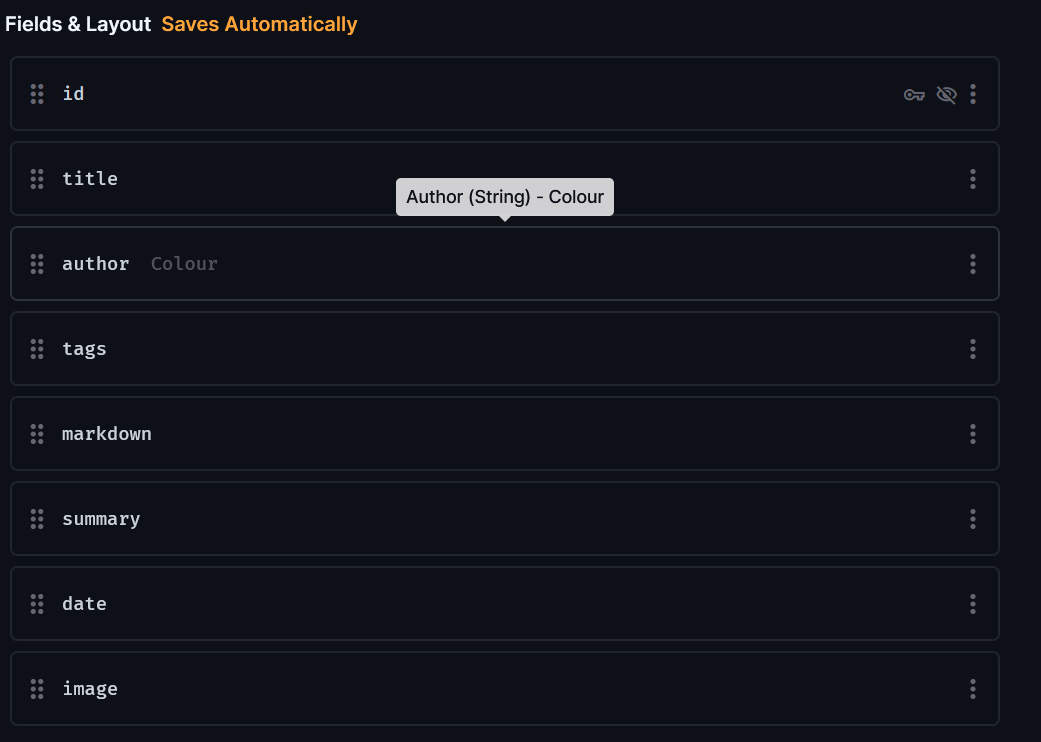 Fields & Layout Saves Automatically
id
title
Author (String) - Colour
author Colour
tags
markdown
summary
date
image